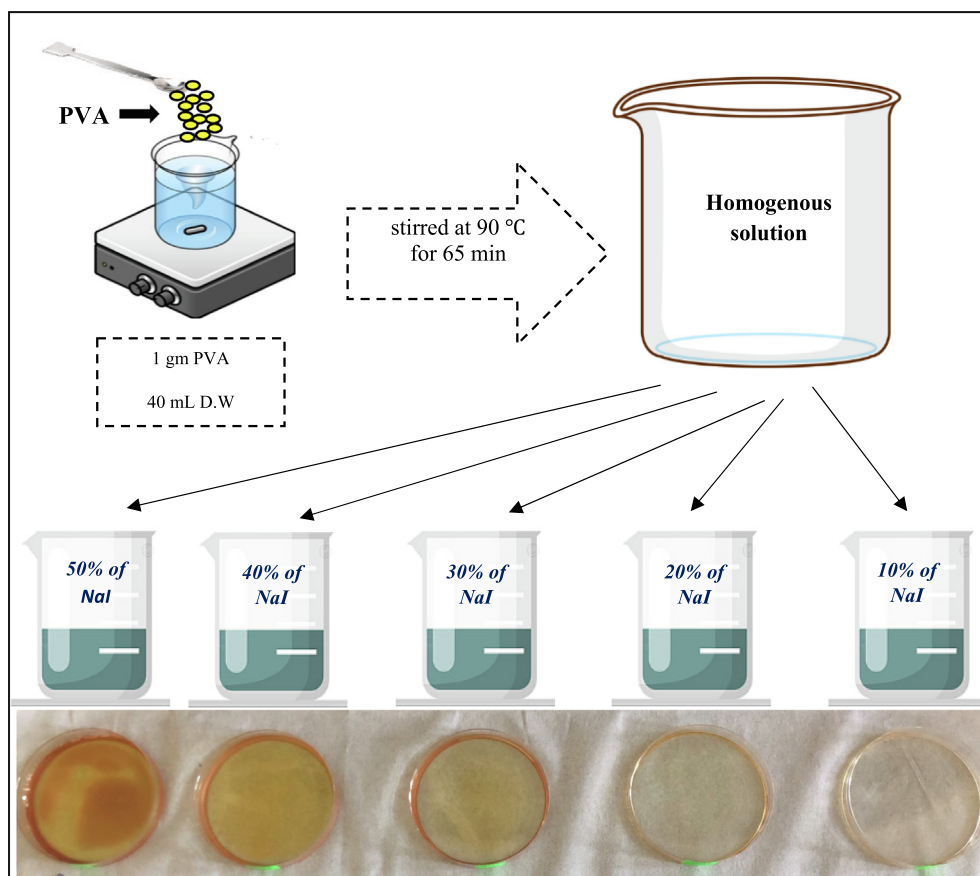 PVA
1 gm PVA
40 mL D.W
stirred at 90 °C
for 65 min
Homogenous
solution
50% of
NaI
40% of
NaI
30% of
NaI
20% of
NaI
10% of
NaI